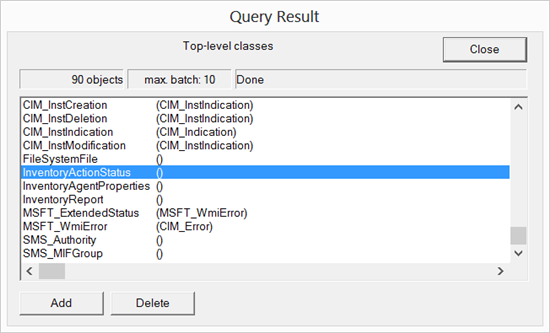 Query Result
Top-level classes
Close
90 objects max. batch: 10 Done
CIM_InstCreation (CIM_InstIndication)
CIM_InstDeletion (CIM_InstIndication)
CIM_InstIndication (CIM_Indication)
CIM_InstModification (CIM_InstIndication)
FileSystemFile ()
InventoryActionStatus ()
InventoryAgentProperties ()
InventoryReport ()
MSFT_ExtendedStatus (MSFT_WmiError)
MSFT_WmiError (CIM_Error)
SMS_Authority ()
SMS_MIFGroup ()
Add Delete